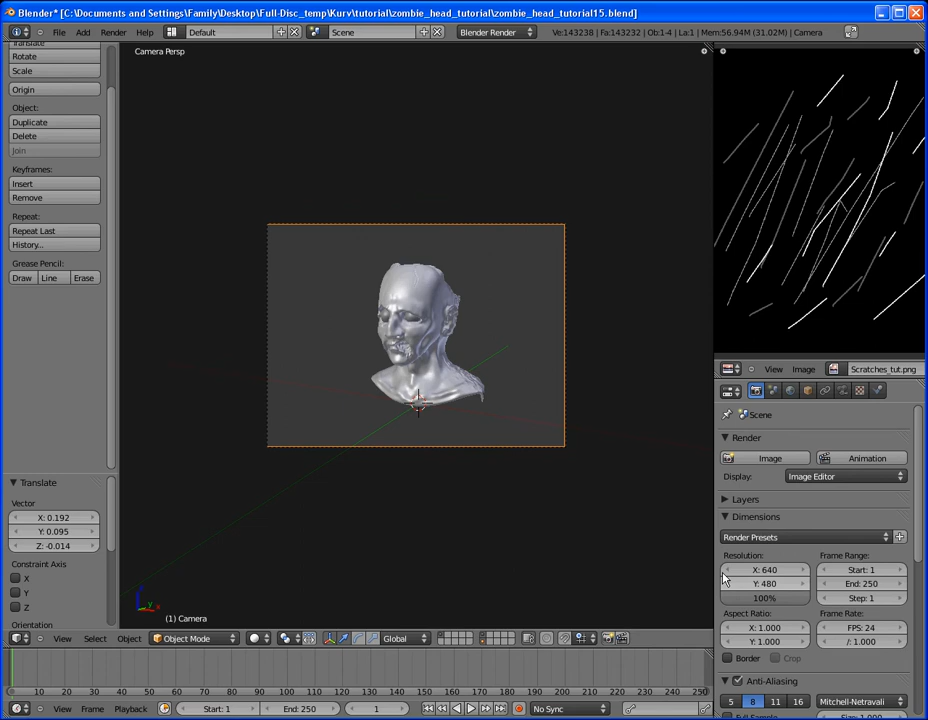 Blender* [C:\Documents and Settings\Family\Desktop\Full-Disc_temp\Kurv\tutorial\zombie_head_tutorial\zombie_head_tutorial15.blend]
File Add Render Help Default Scene Blender Render Ve:143238 | Fa:143232 | Ob:1-4 | La:1 | Mem:56.94M (31.02M) | Camera
Translate
Rotate
Scale
Origin
Object:
Duplicate
Delete
Join
Keyframes:
Insert
Remove
Repeat:
Repeat Last
History...
Grease Pencil:
Draw Line Erase
Translate
Vector
X: 0.192
Y: 0.095
Z: -0.014
Constraint Axis
X
Y
Z
Orientation
Camera Persp
z
y x
(1) Camera
View Select Object Object Mode Global
View Image Scratches_tut.png
Scene
Render
Image Animation
Display: Image Editor
Layers
Dimensions
Render Presets
Resolution: Frame Range:
X: 640 Start: 1
Y: 480 End: 250
100% Step: 1
Aspect Ratio: Frame Rate:
X: 1.000 FPS: 24
Y: 1.000 /: 1.000
Border Crop
Anti-Aliasing
5 8 11 16 Mitchell-Netravali
Full Sample Size: 1.000
0 10 20 30 40 50 60 70 80 90 100 110 120 130 140 150 160 170 180 190 200 210 220 230 240 250
View Frame Playback Start: 1 End: 250 1 No Sync